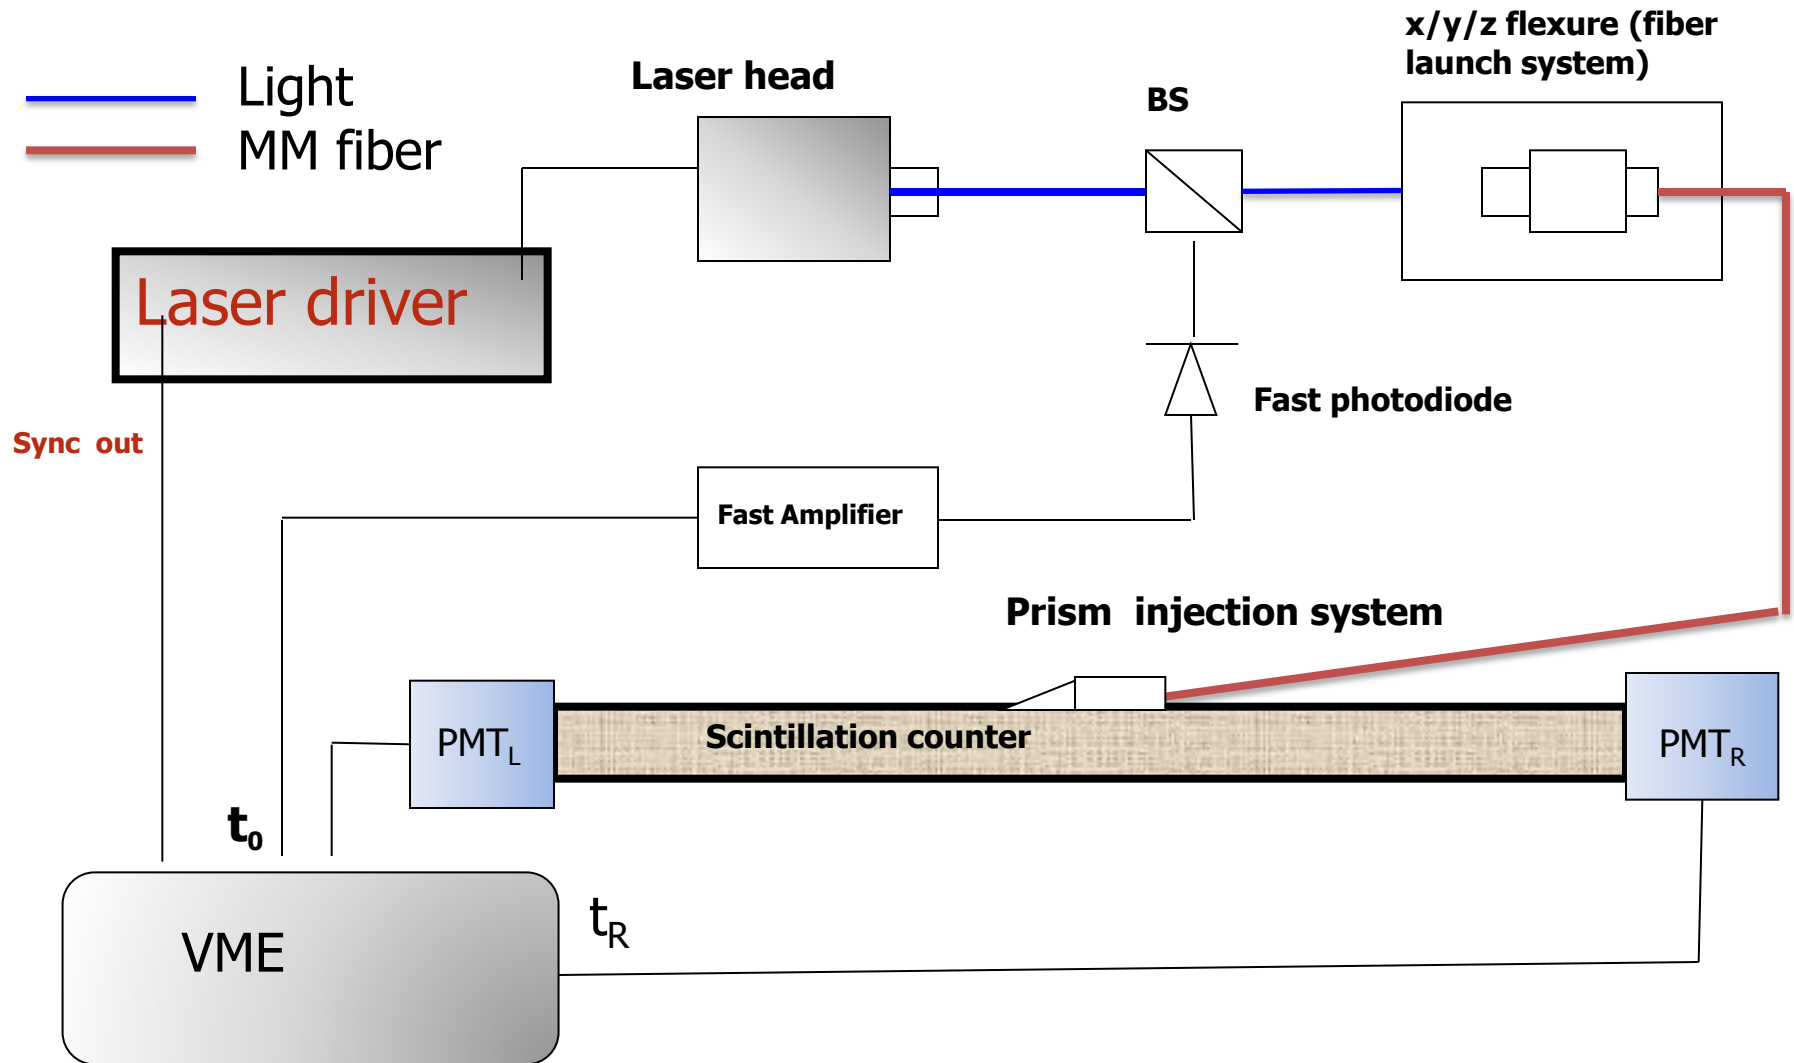 x/y/z flexure (fiber
launch system)
Light
Laser head
BS
MM fiber
Laser driver
Fast photodiode
Sync out
Fast Amplifier
Prism injection system
Scintillation counter
PMTL
PMTR
t0
tR
VME